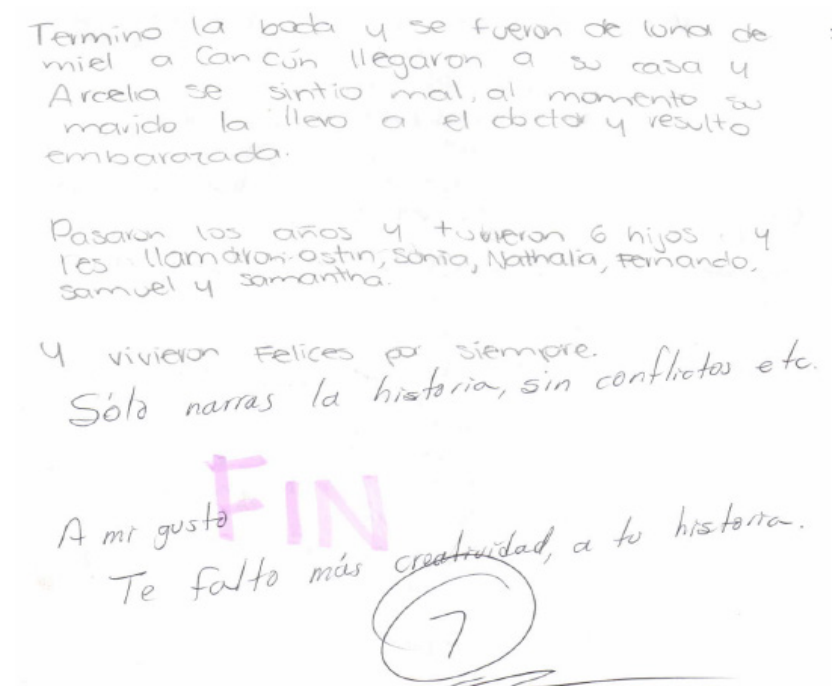 Termino la boda y se fueron de luna de
miel a Cancún llegaron a su casa y
Arcelia se sintio mal, al momento su
marido la llevo a el doctor y resulto
embarazada.
Pasaron los años y tuvieron 6 hijos y
les llamaron: ostin, Sonia, Nathalia, Fernando,
samuel y samantha.
y vivieron Felices por siempre.
Sólo narras la historia, sin conflictos etc.
FIN
A mi gusto
Te falto más creatividad, a tu historia.
7